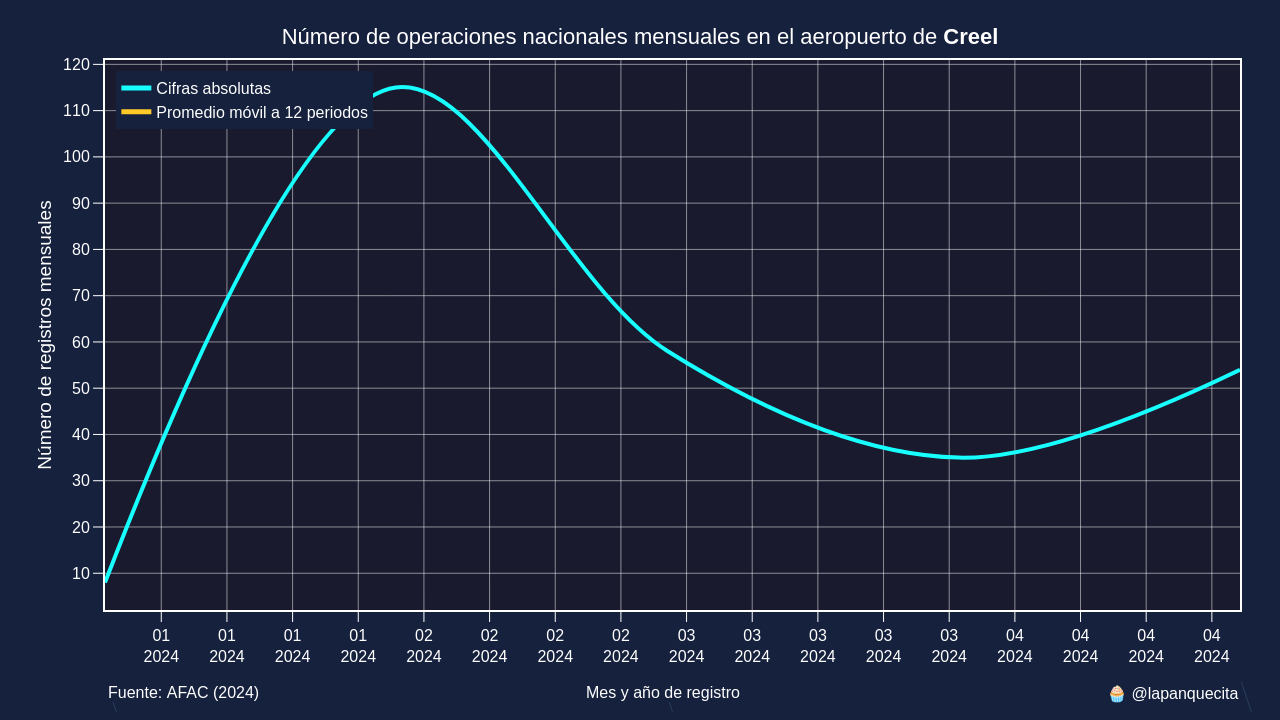 Número de operaciones nacionales mensuales en el aeropuerto de Creel
Cifras absolutas
Promedio móvil a 12 periodos
Número de registros mensuales
120
110
100
90
80
70
60
50
40
30
20
10
01 01 01 01 02 02 02 02 03 03 03 03 03 04 04 04 04
2024 2024 2024 2024 2024 2024 2024 2024 2024 2024 2024 2024 2024 2024 2024 2024 2024
Fuente: AFAC (2024) Mes y año de registro 🧁 @lapanquecita